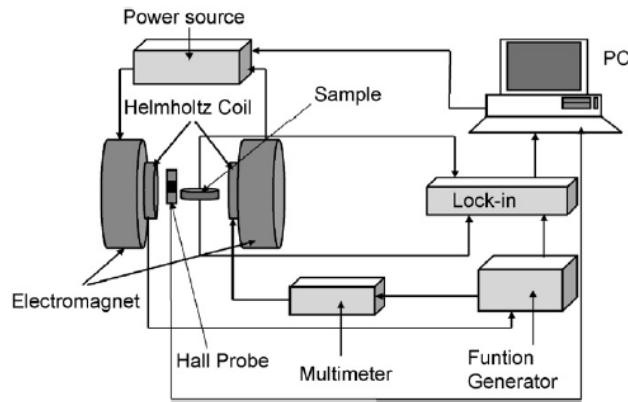 Power source
PC
Helmholtz Coil
Sample
Lock-in
Electromagnet
Hall Probe
Multimeter
Funtion
Generator